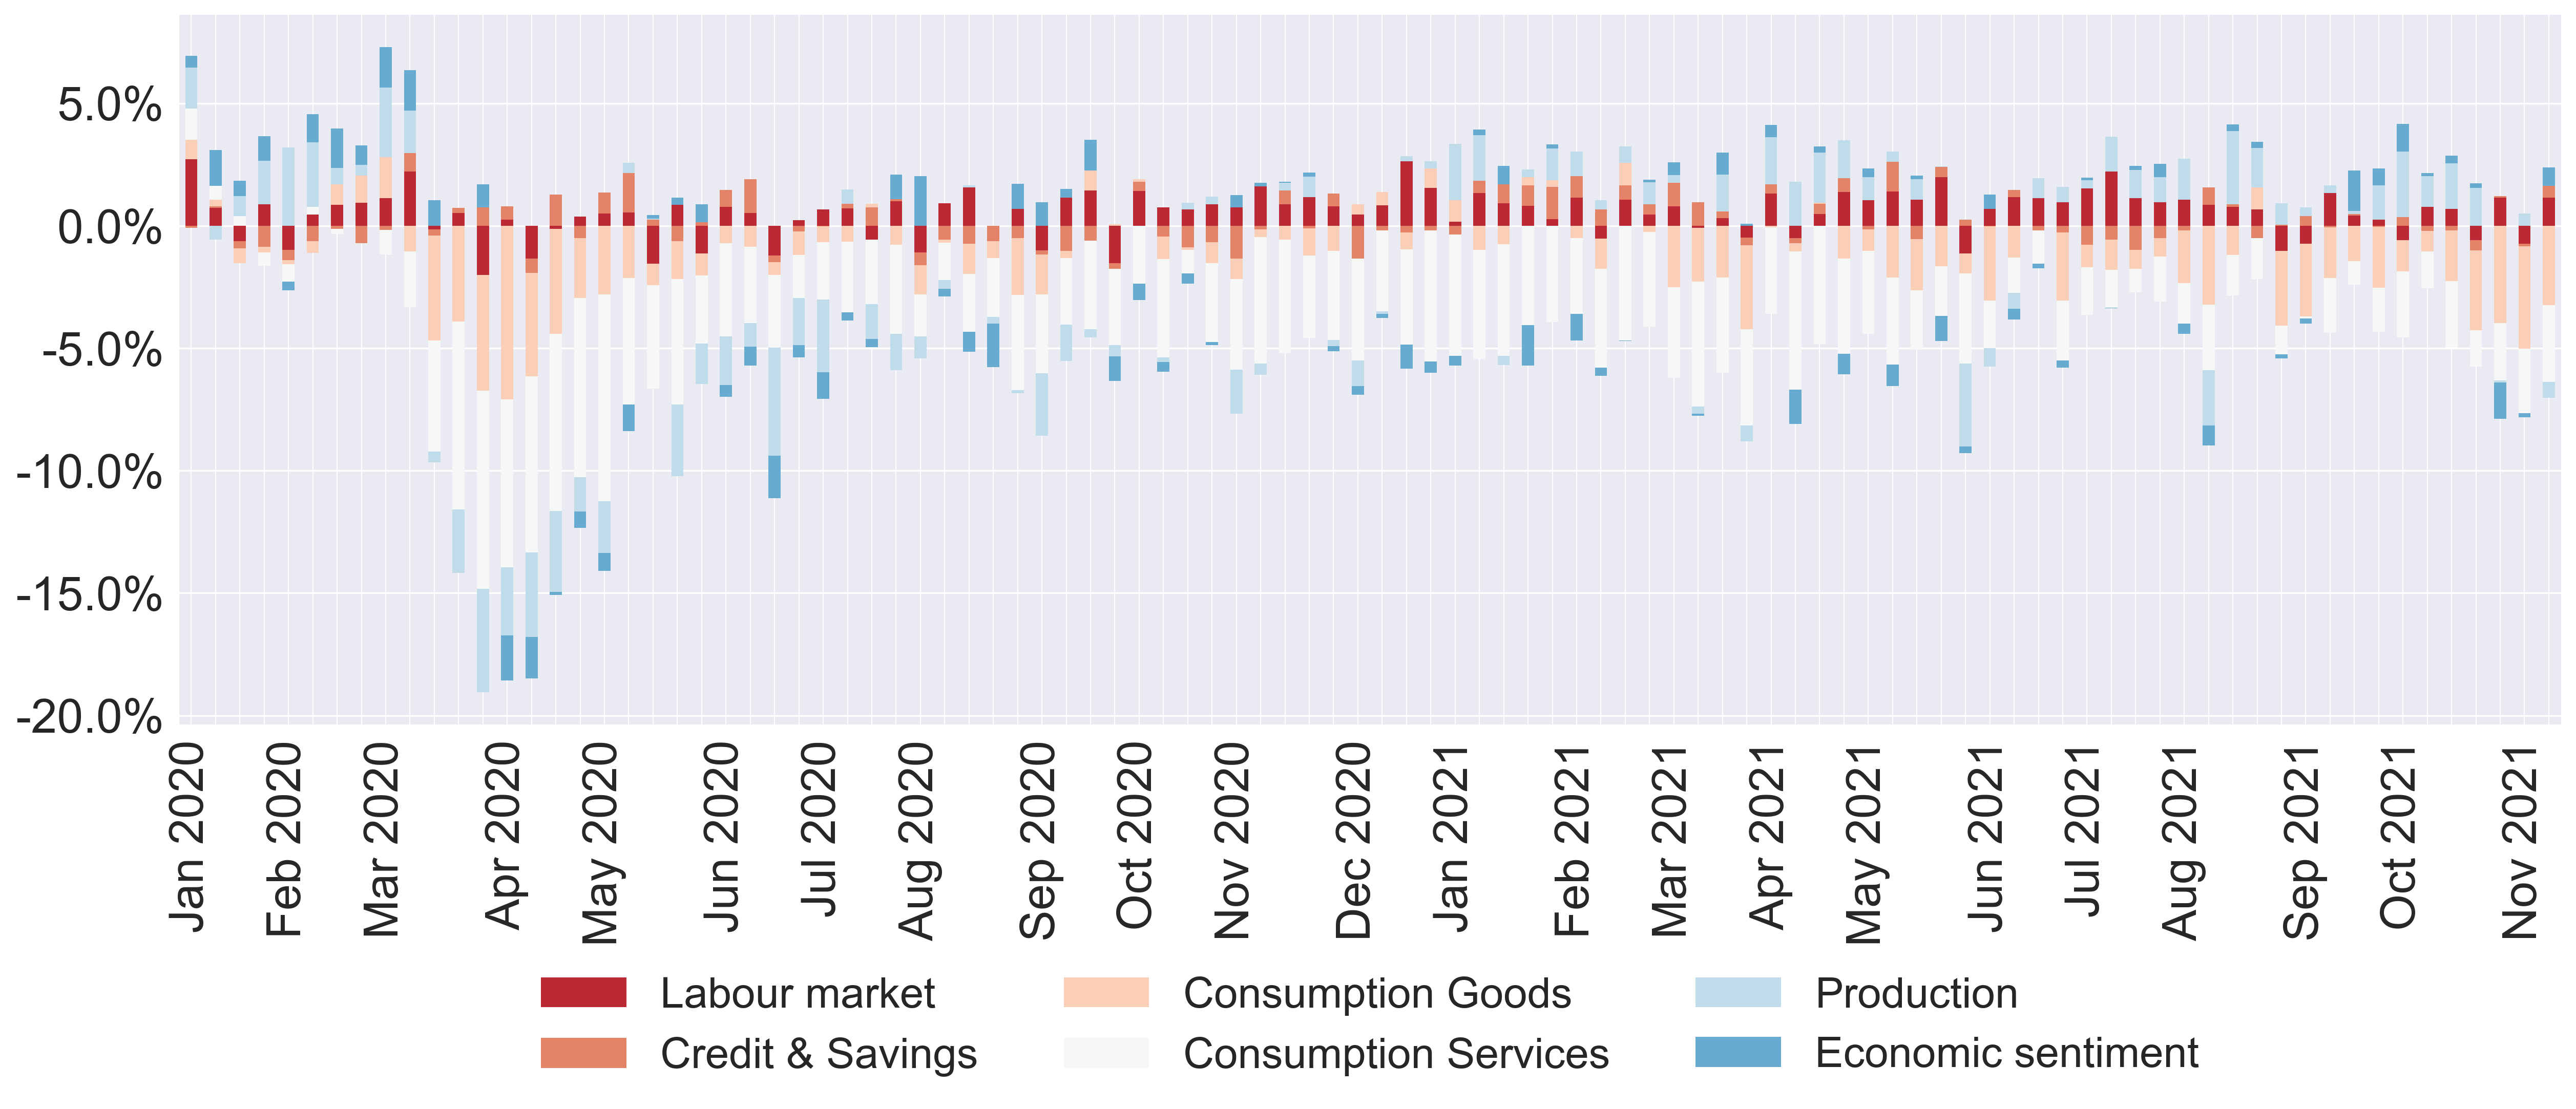 5.0%
0.0%
-5.0%
-10.0%
-15.0%
-20.0%
Jan 2020
Feb 2020
Mar 2020
Apr 2020
May 2020
Jun 2020
Jul 2020
Aug 2020
Sep 2020
Oct 2020
Nov 2020
Dec 2020
Jan 2021
Feb 2021
Mar 2021
Apr 2021
May 2021
Jun 2021
Jul 2021
Aug 2021
Sep 2021
Oct 2021
Nov 2021
Labour market
Credit & Savings
Consumption Goods
Consumption Services
Production
Economic sentiment